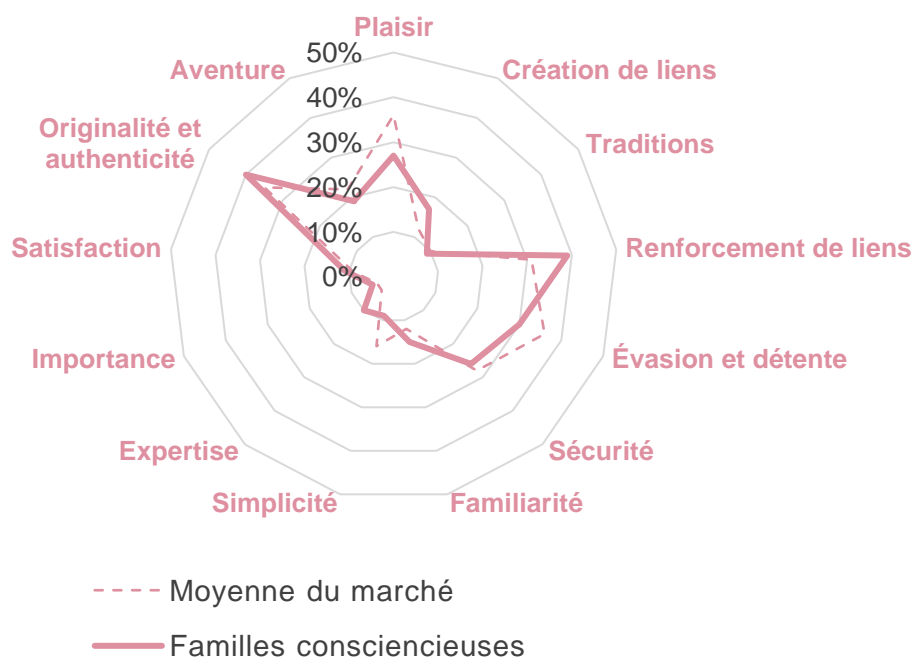 Plaisir
50%
Aventure
Création de liens
40%
Originalité et
authenticité
Traditions
30%
20%
10%
Satisfaction
Renforcement de liens
0%
Importance
Évasion et détente
Expertise
Sécurité
Simplicité
Familiarité
Moyenne du marché
Familles consciencieuses